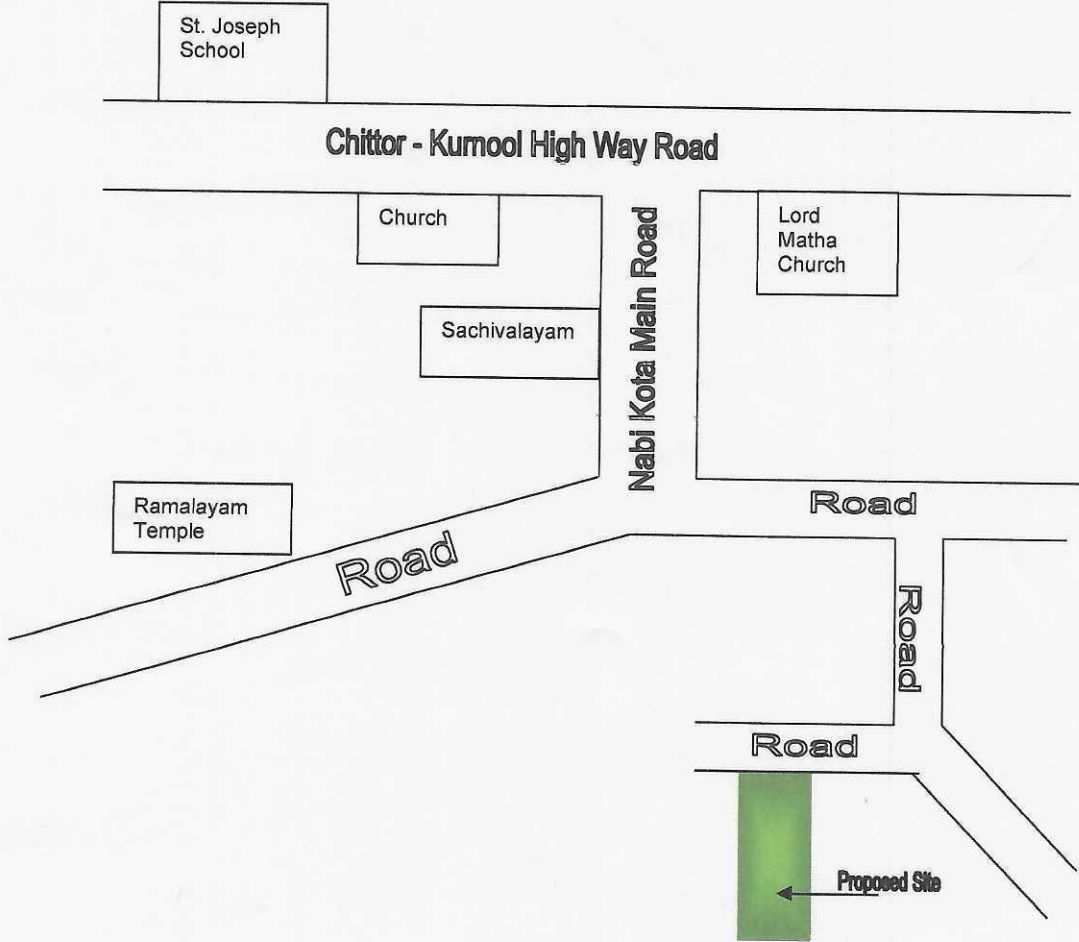 St. Joseph
School
Chittor - Kurnool High Way Road
Church
Lord
Matha
Church
Nabi Kota Main Road
Sachivalayam
Ramalayam
Temple
Road
Road
Road
Road
Proposed Site